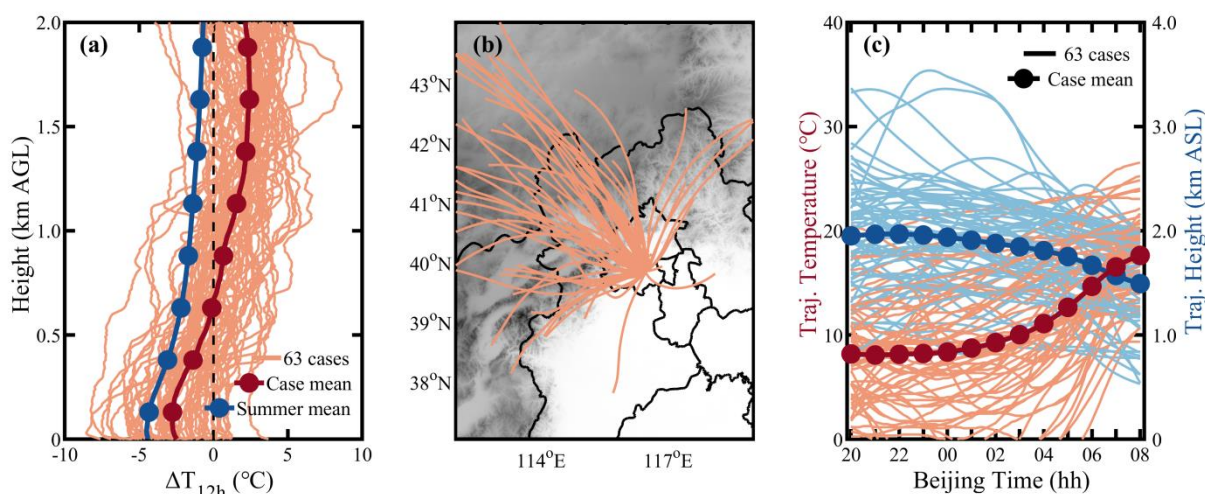 (a)
2.0
1.5
1.0
0.5
0
Height (km AGL)
63 cases
Case mean
Summer mean
-10
-5
0
5
10
ΔT12h (°C)
(b)
43°N
42°N
41°N
40°N
39°N
38°N
114°E
117°E
(c)
63 cases
Case mean
40
30
20
10
0
Traj. Temperature (°C)
4.0
3.0
2.0
1.0
0
Traj. Height (km ASL)
20
22
00
02
04
06
08
Beijing Time (hh)